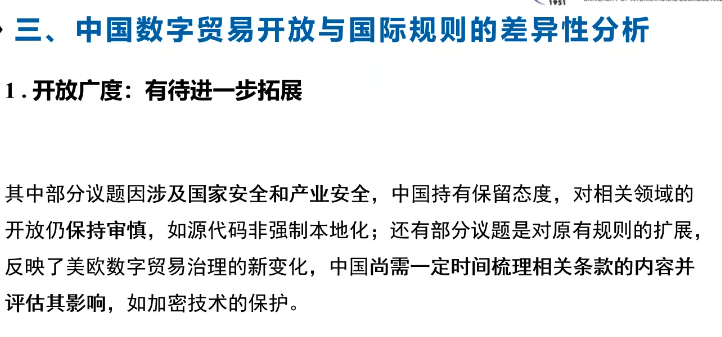 1951
三、中国数字贸易开放与国际规则的差异性分析
1.开放广度：有待进一步拓展
其中部分议题因涉及国家安全和产业安全，中国持有保留态度，对相关领域的
开放仍保持审慎，如源代码非强制本地化；还有部分议题是对原有规则的扩展，
反映了美欧数字贸易治理的新变化，中国尚需一定时间梳理相关条款的内容并
评估其影响，如加密技术的保护。